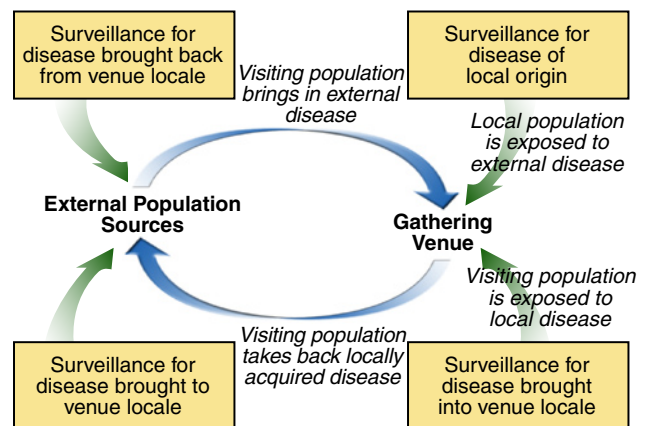 Surveillance for
disease brought back
from venue locale
Visiting population
brings in external
disease
Surveillance for
disease of
local origin
Local population
is exposed to
external disease
External Population
Sources
Gathering
Venue
Visiting population
is exposed to
local disease
Visiting population
takes back locally
acquired disease
Surveillance for
disease brought to
venue locale
Surveillance for
disease brought
into venue locale